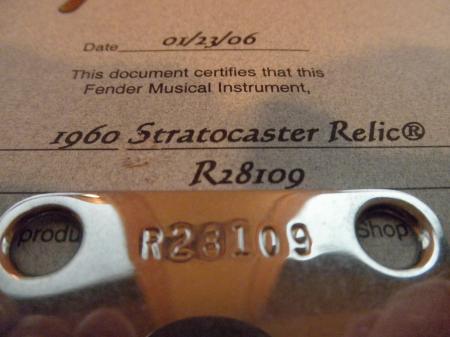 Date 01/23/06
This document certifies that this
Fender Musical Instrument,
1960 Stratocaster Relic®
R28109
produ R28109 shop